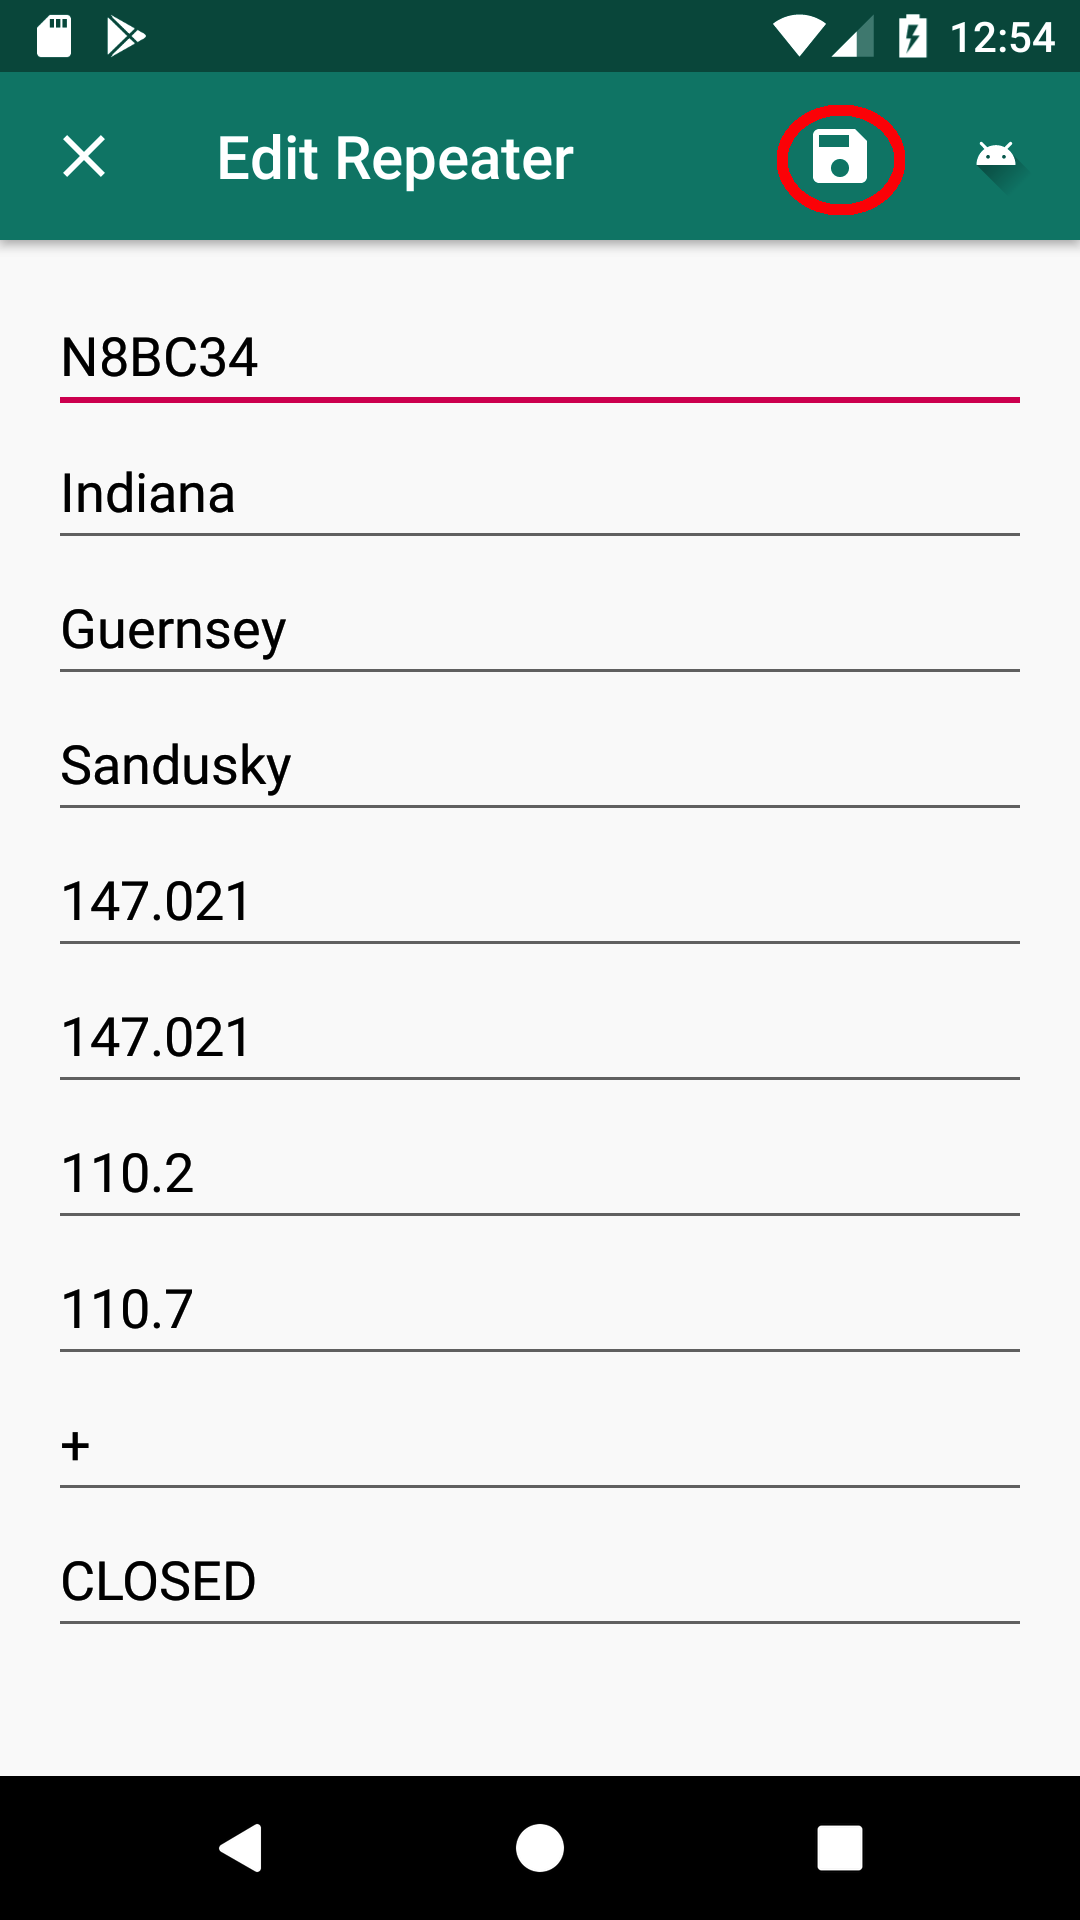 12:54
Edit Repeater
N8BC34
Indiana
Guernsey
Sandusky
147.021
147.021
110.2
110.7
+
CLOSED